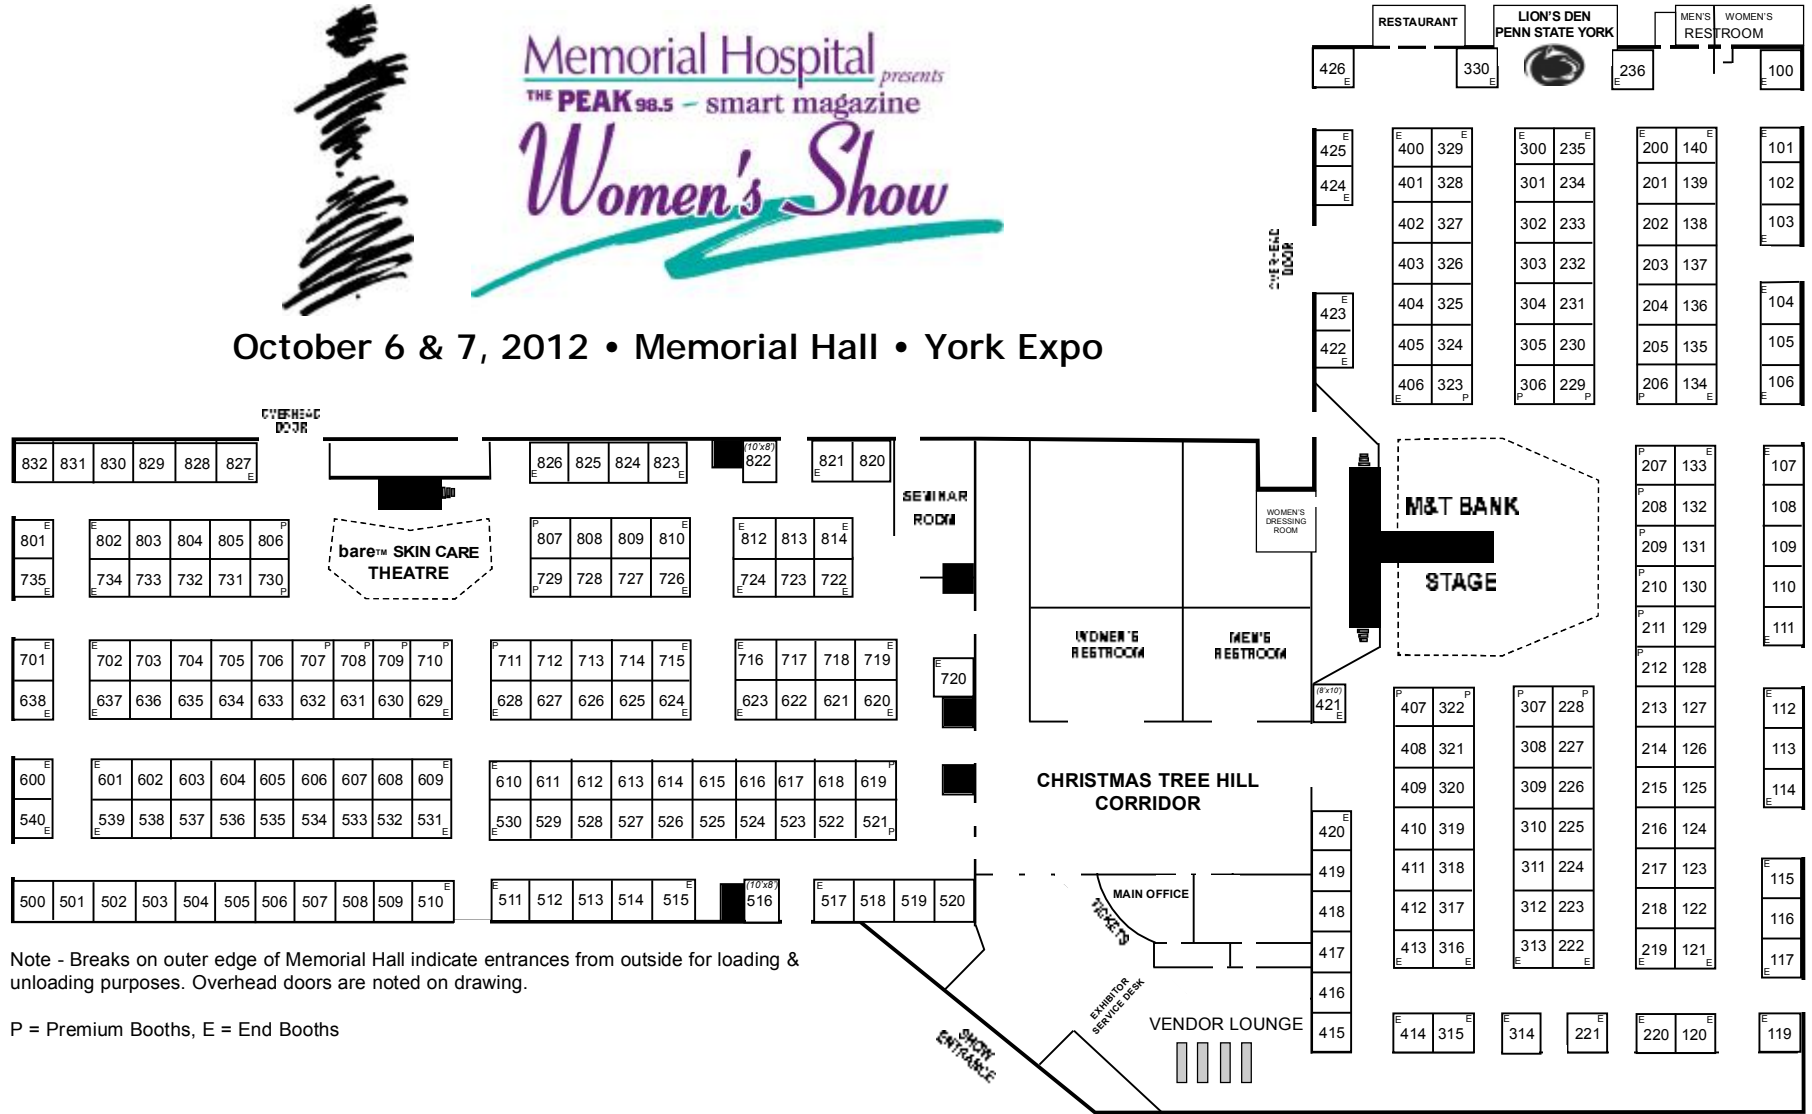 Memorial Hospital presents
THE PEAK 98.5 – smart magazine
Women's Show
October 6 & 7, 2012 • Memorial Hall • York Expo
RESTAURANT
LION'S DEN
PENN STATE YORK
MEN'S WOMEN'S
RESTROOM
426 E
330 E
236 E
100 E
E 425
424 E
E 400 329 E
401 328
402 327
403 326
404 325
405 324
406 323
E P
E 300 235 E
301 234
302 233
303 232
304 231
305 230
306 229
P P
E 200 140 E
201 139
202 138
203 137
204 136
205 135
206 134
P E
E 101
102
103 E
E 104
105
106 E
OVERHEAD
DOOR
E 423
422 E
OVERHEAD
DOOR
832 831 830 829 828 827 E
826 825 824 823
E E
(10'x8')
822
821 820
E
SEMINAR
ROOM
WOMEN'S
DRESSING
ROOM
M&T BANK
STAGE
E
801
735
E
E P
802 803 804 805 806
734 733 732 731 730
E P
bare™ SKIN CARE
THEATRE
P E
807 808 809 810
729 728 727 726
P E
E
812 813 814
724 723 722
E E
P 207 133 E
P 208 132
P 209 131
P 210 130
P 211 129
P 212 128
213 127
214 126
215 125
216 124
217 123
218 122
219 121
E E
E 107
108
109
110
111 E
WOMEN'S
RESTROOM
MEN'S
RESTROOM
E
701
638
E
E P P P P
702 703 704 705 706 707 708 709 710
637 636 635 634 633 632 631 630 629
E E
P E
711 712 713 714 715
628 627 626 625 624
E E
E E
716 717 718 719
623 622 621 620
E E
E
720
(8'x10')
421 E
P 407 322 P
408 321
409 320
410 319
411 318
412 317
413 316
E E
P 307 228 P
308 227
309 226
310 225
311 224
312 223
313 222
E E
E 112
113
114 E
E
600
540
E
E E
601 602 603 604 605 606 607 608 609
539 538 537 536 535 534 533 532 531
E E
E P
610 611 612 613 614 615 616 617 618 619
530 529 528 527 526 525 524 523 522 521
E P
CHRISTMAS TREE HILL
CORRIDOR
420 E
419
418
417
416
415
E 115
116
117 E
500 501 502 503 504 505 506 507 508 509 510 E
E E
511 512 513 514 515
(10'x8')
516
E
517 518 519 520
MAIN OFFICE
TICKETS
Note - Breaks on outer edge of Memorial Hall indicate entrances from outside for loading &
unloading purposes. Overhead doors are noted on drawing.
P = Premium Booths, E = End Booths
EXHIBITOR
SERVICE DESK
VENDOR LOUNGE
SHOW
ENTRANCE
E 414 315 E
E 314
221 E
E 220 120 E
E 119